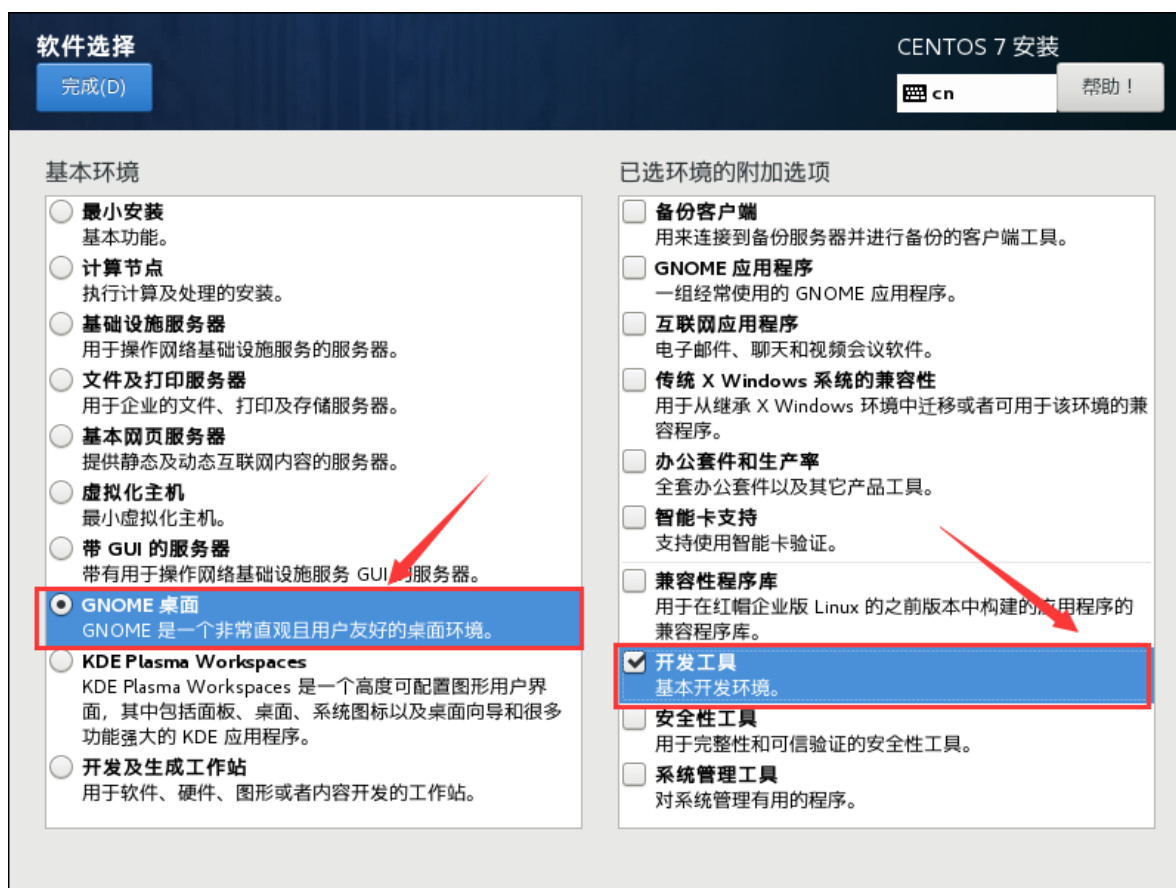 软件选择
完成(D)
CENTOS 7 安装
cn
帮助！
基本环境
最小安装
基本功能。
计算节点
执行计算及处理的安装。
基础设施服务器
用于操作网络基础设施服务的服务器。
文件及打印服务器
用于企业的文件、打印及存储服务器。
基本网页服务器
提供静态及动态互联网内容的服务器。
虚拟化主机
最小虚拟化主机。
带 GUI 的服务器
带有用于操作网络基础设施服务 GUI 的服务器。
GNOME 桌面
GNOME 是一个非常直观且用户友好的桌面环境。
KDE Plasma Workspaces
KDE Plasma Workspaces 是一个高度可配置图形用户界
面，其中包括面板、桌面、系统图标以及桌面向导和很多
功能强大的 KDE 应用程序。
开发及生成工作站
用于软件、硬件、图形或者内容开发的工作站。
已选环境的附加选项
备份客户端
用来连接到备份服务器并进行备份的客户端工具。
GNOME 应用程序
一组经常使用的 GNOME 应用程序。
互联网应用程序
电子邮件、聊天和视频会议软件。
传统 X Windows 系统的兼容性
用于从继承 X Windows 环境中迁移或者可用于该环境的兼
容程序。
办公套件和生产率
全套办公套件以及其它产品工具。
智能卡支持
支持使用智能卡验证。
兼容性程序库
用于在红帽企业版 Linux 的之前版本中构建的应用程序的
兼容程序库。
开发工具
基本开发环境。
安全性工具
用于完整性和可信验证的安全性工具。
系统管理工具
对系统管理有用的程序。